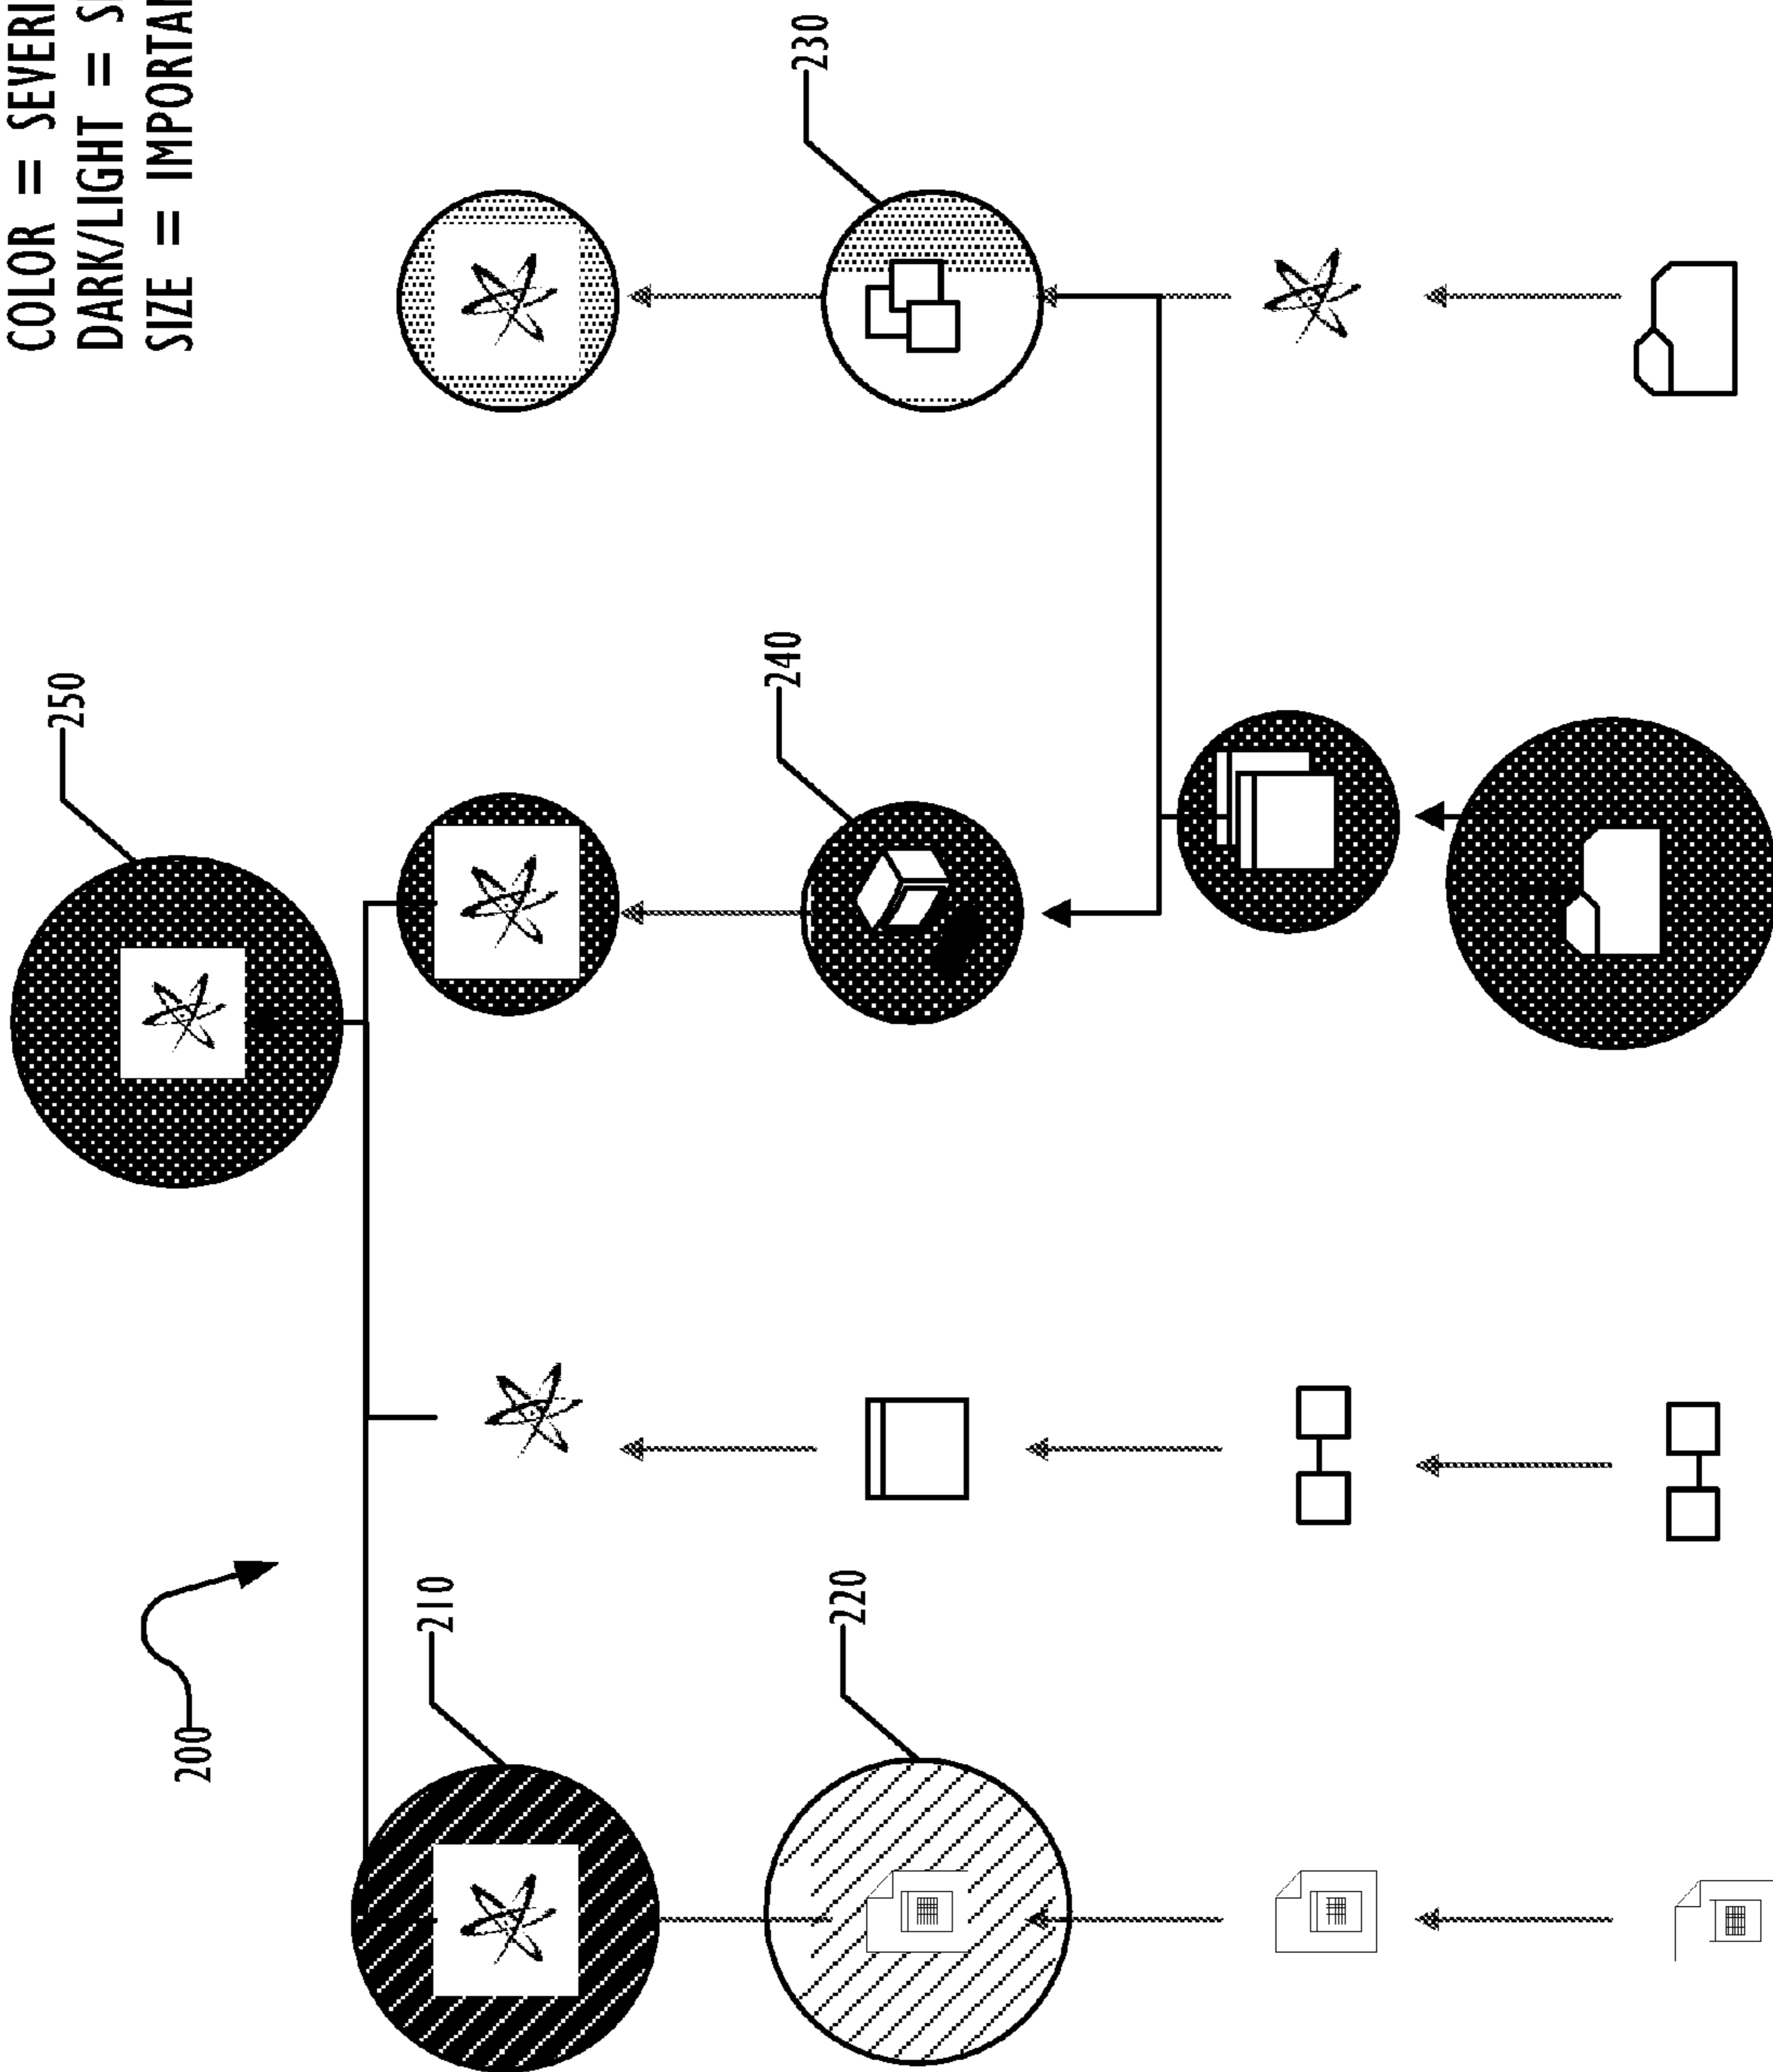 COLOR = SEVERI
DARK/LIGHT = S
SIZE = IMPORTA
250
200
210
220
240
230